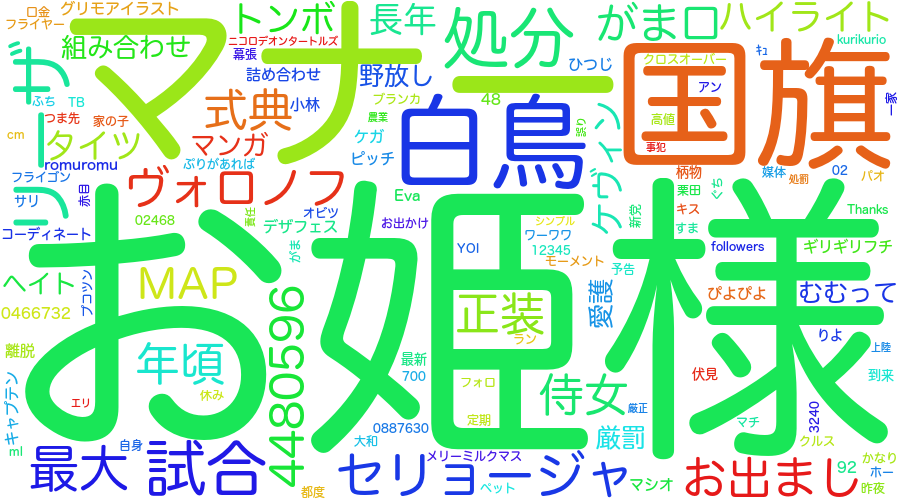 口金
グリモアイラスト
フライヤー
ニコロデオンタートルズ
トンボ
長年
処分
がま口
ハイライト
kurikurio
リーザ
組み合わせ
マナー
幕張
詰め合わせ
野放し
ひつじ
クロスオーバー
ｷｭ
国旗
アン
一家
ふち
TB
つま先
家の子
式典
小林
ブランカ
48
農業
白鳥
誤り
高値
cm
タイツ
マンガ
ケガ
事犯
romuromu
ぷりがあれば
ピッチ
ケヴィン
柄物
媒体
処罰
02
パオ
フライゴン
サリ
赤目
ヴォロノフ
Eva
栗田
ぐち
02468
責任
オピツ
お出かけ
シンプル
新党
キス
Thanks
コーディネート
デザフェス
ワーワワ
すま
お姫様
YOI
12345
followers
ギリギリフチ
ヘイト
プコツン
MAP
がま
モーメント
予告
0466732
4480596
愛護
ぴよぴよ
むむって
正装
ラン
離脱
年頃
最新
りよ
上陸
700
伏見
到来
キャプテン
エリ
休み
フォロ
侍女
厳正
定期
0887630
マチ
3240
ml
最大
自身
試合
大和
厳罰
クルス
メリーミルクマス
かなり
セリョージャ
お出まし
92
ホー
都度
ペット
マシオ
昨夜